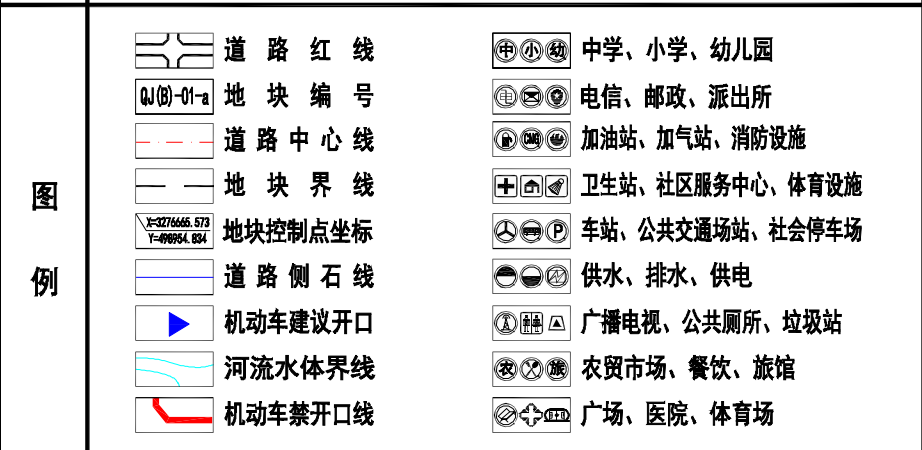 图例
道路红线
QJ(B)-01-a 地块编号
道路中心线
地块界线
X=3276665.573
Y=498954.834
地块控制点坐标
道路侧石线
机动车建议开口
河流水体界线
机动车禁开口线
中 小 幼 中学、小学、幼儿园
电 电信、邮政、派出所
CNG 加油站、加气站、消防设施
卫生站、社区服务中心、体育设施
P 车站、公共交通场站、社会停车场
供水、排水、供电
广播电视、公共厕所、垃圾站
农 旅 农贸市场、餐饮、旅馆
广场、医院、体育场